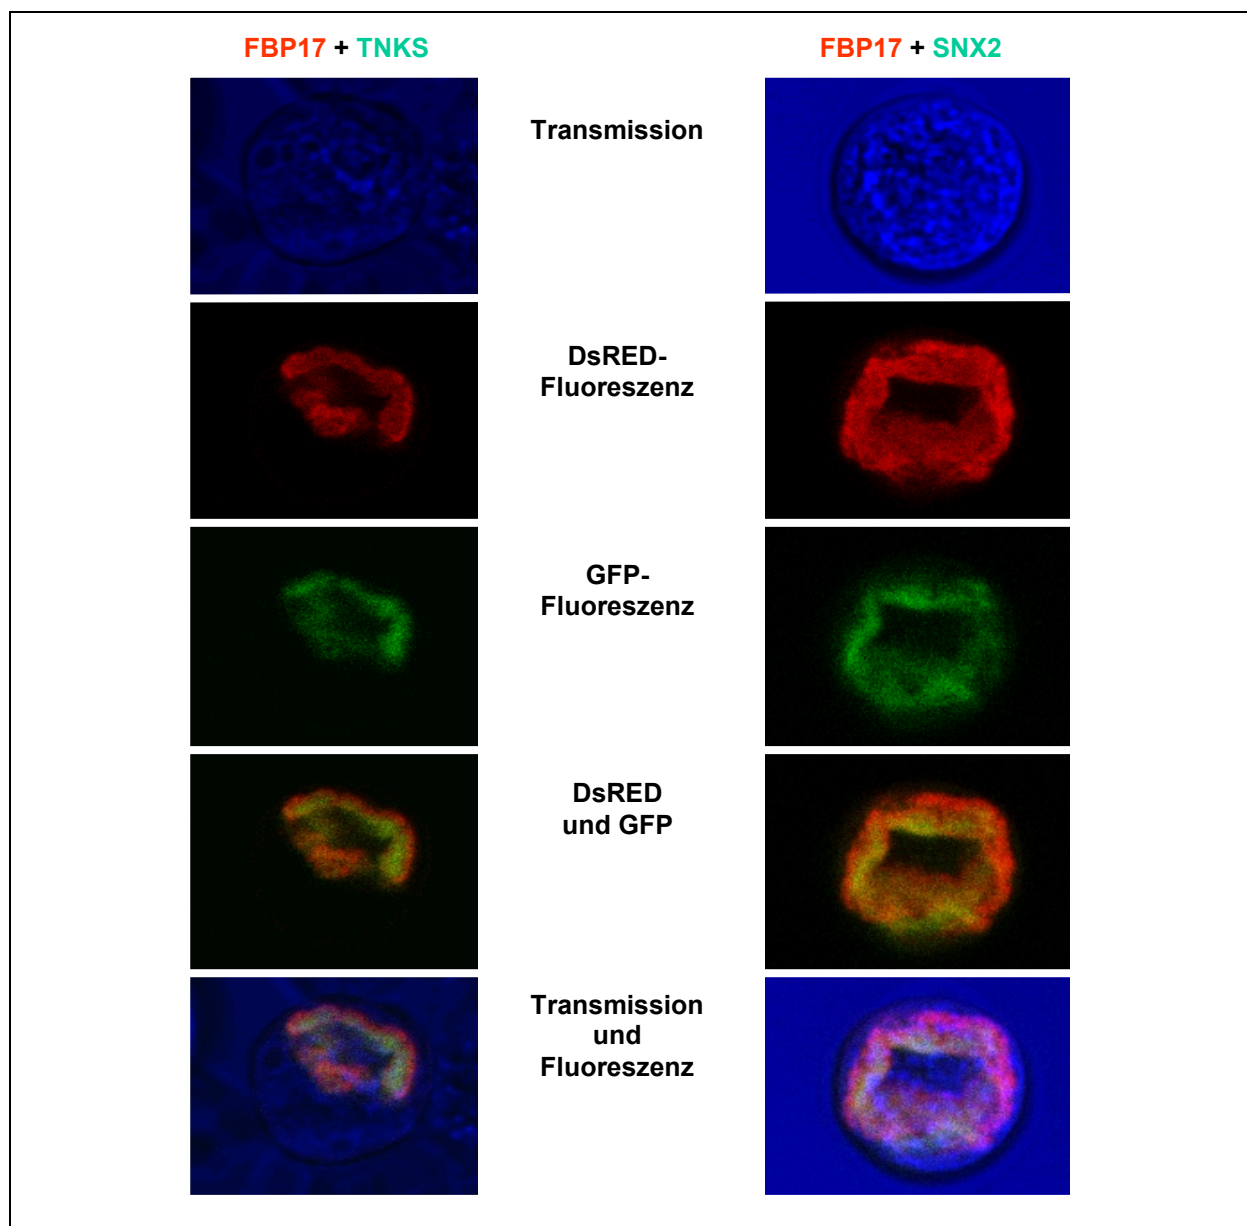 FBP17 + TNKS
FBP17 + SNX2
Transmission
DsRED-
Fluoreszenz
GFP-
Fluoreszenz
DsRED
und GFP
Transmission
und
Fluoreszenz